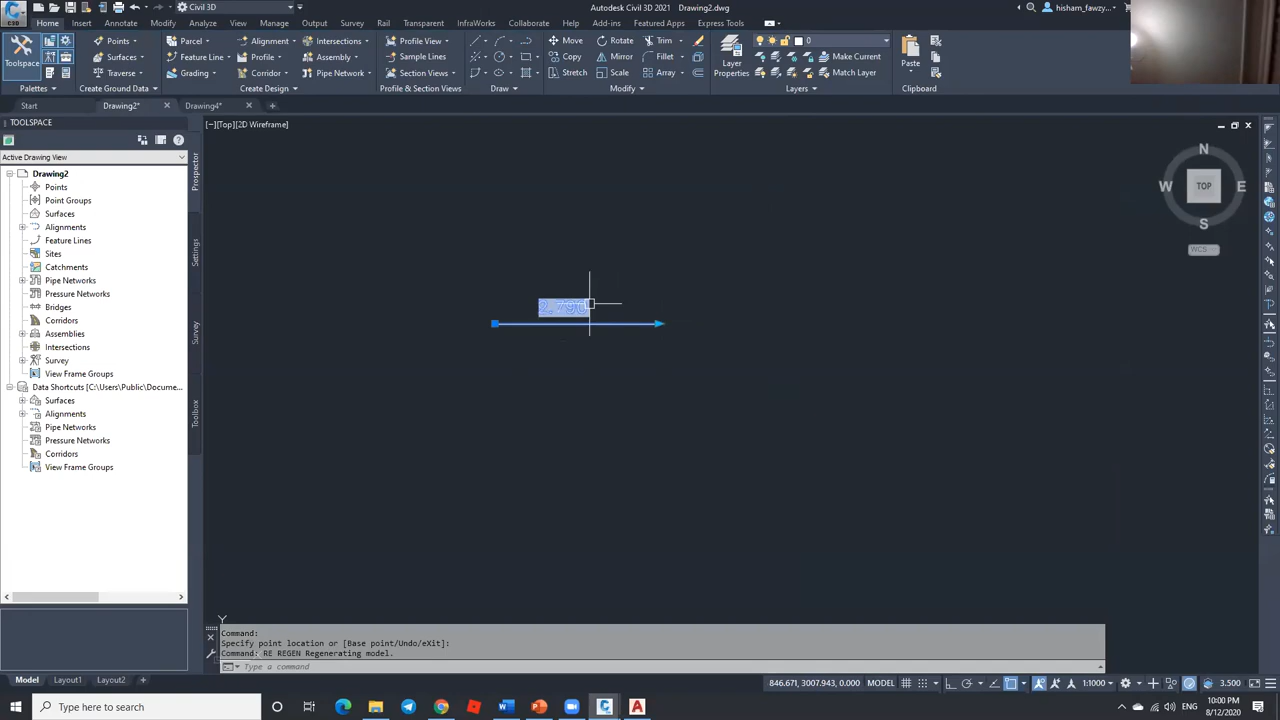 C3D
Civil 3D
Autodesk Civil 3D 2021 Drawing2.dwg
hisham_fawzy...
Home Insert Annotate Modify Analyze View Manage Output Survey Rail Transparent InfraWorks Collaborate Help Add-ins Featured Apps Express Tools
Points Parcel Alignment Intersections Profile View Move Rotate Trim 0
Surfaces Feature Line Profile Assembly Sample Lines Copy Mirror Fillet Make Current
Toolspace Traverse Grading Corridor Pipe Network Section Views Stretch Scale Array Layer Properties Match Layer Paste
Palettes Create Ground Data Create Design Profile & Section Views Draw Modify Layers Clipboard
Start Drawing2* Drawing4*
TOOLSPACE
[−][Top][2D Wireframe]
Active Drawing View
Drawing2
Points
Point Groups
Surfaces
Alignments
Feature Lines
Sites
Catchments
Pipe Networks
Pressure Networks
Bridges
Corridors
Assemblies
Intersections
Survey
View Frame Groups
Data Shortcuts [C:\Users\Public\Docume...
Surfaces
Alignments
Pipe Networks
Pressure Networks
Corridors
View Frame Groups
Prospector
Settings
Survey
Toolbox
N
W TOP E
S
WCS
Y
Command:
Specify point location or [Base point/Undo/eXit]:
Command: RE REGEN Regenerating model.
Type a command
Model Layout1 Layout2
846.671, 3007.943, 0.000 MODEL 1:1000 3.500
Type here to search
10:00 PM
8/12/2020